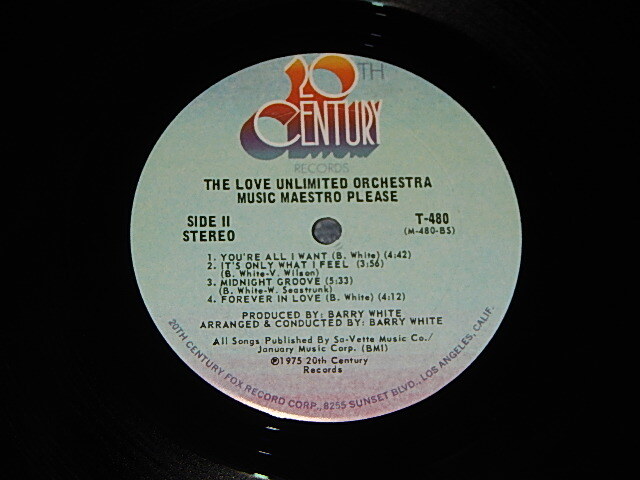 20TH
CENTURY
RECORDS
THE LOVE UNLIMITED ORCHESTRA
MUSIC MAESTRO PLEASE
SIDE II
STEREO
T-480
(M-480-BS)
1. YOU'RE ALL I WANT (B. White) (4:42)
2. IT'S ONLY WHAT I FEEL (3:56)
(B. White-V. Wilson)
3. MIDNIGHT GROOVE (5:33)
(B. White-W. Seastrunk)
4. FOREVER IN LOVE (B. White) (4:12)
PRODUCED BY: BARRY WHITE
ARRANGED & CONDUCTED BY: BARRY WHITE
All Songs Published By Sa-Vette Music Co./
January Music Corp. (BMI)
℗1975 20th Century
Records
20TH CENTURY FOX RECORD CORP., 8255 SUNSET BLVD., LOS ANGELES, CALIF.